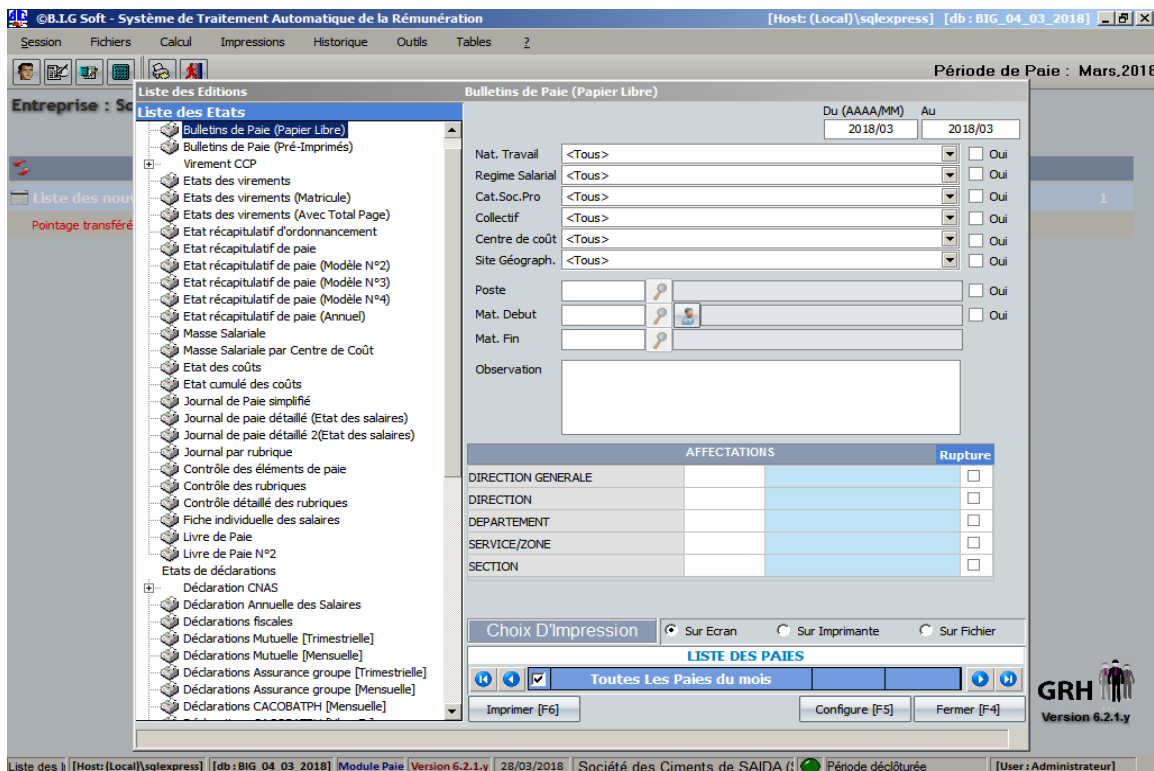 ©B.I.G Soft - Système de Traitement Automatique de la Rémunération [Host: (Local)\sqlexpress] [db : BIG_04_03_2018]
Session Fichiers Calcul Impressions Historique Outils Tables ?
Période de Paie : Mars,2018
Entreprise : Sc
Liste des Editions Bulletins de Paie (Papier Libre)
Liste des Etats
Bulletins de Paie (Papier Libre)
Bulletins de Paie (Pré-Imprimés)
Virement CCP
Etats des virements
Etats des virements (Matricule)
Etats des virements (Avec Total Page)
Etat récapitulatif d'ordonnancement
Etat récapitulatif de paie
Etat récapitulatif de paie (Modèle N°2)
Etat récapitulatif de paie (Modèle N°3)
Etat récapitulatif de paie (Modèle N°4)
Etat récapitulatif de paie (Annuel)
Masse Salariale
Masse Salariale par Centre de Coût
Etat des coûts
Etat cumulé des coûts
Journal de Paie simplifié
Journal de paie détaillé (Etat des salaires)
Journal de paie détaillé 2(Etat des salaires)
Journal par rubrique
Contrôle des éléments de paie
Contrôle des rubriques
Contrôle détaillé des rubriques
Fiche individuelle des salaires
Livre de Paie
Livre de Paie N°2
Etats de déclarations
Déclaration CNAS
Déclaration Annuelle des Salaires
Déclarations fiscales
Déclarations Mutuelle [Trimestrielle]
Déclarations Mutuelle [Mensuelle]
Déclarations Assurance groupe [Trimestrielle]
Déclarations Assurance groupe [Mensuelle]
Déclarations CACOBATPH [Mensuelle]
Liste des nouv
1
Pointage transféré
Du (AAAA/MM) Au
2018/03 2018/03
Nat. Travail <Tous> Oui
Regime Salarial <Tous> Oui
Cat.Soc.Pro <Tous> Oui
Collectif <Tous> Oui
Centre de coût <Tous> Oui
Site Géograph. <Tous> Oui
Poste Oui
Mat. Debut Oui
Mat. Fin
Observation
AFFECTATIONS Rupture
DIRECTION GENERALE
DIRECTION
DEPARTEMENT
SERVICE/ZONE
SECTION
Choix D'Impression Sur Ecran Sur Imprimante Sur Fichier
LISTE DES PAIES
Toutes Les Paies du mois
Imprimer [F6] Configure [F5] Fermer [F4]
GRH
Version 6.2.1.y
Liste des I [Host: (Local)\sqlexpress] [db : BIG_04_03_2018] Module Paie Version 6.2.1.y 28/03/2018 Société des Ciments de SAIDA (S Période déclôturée [User : Administrateur]